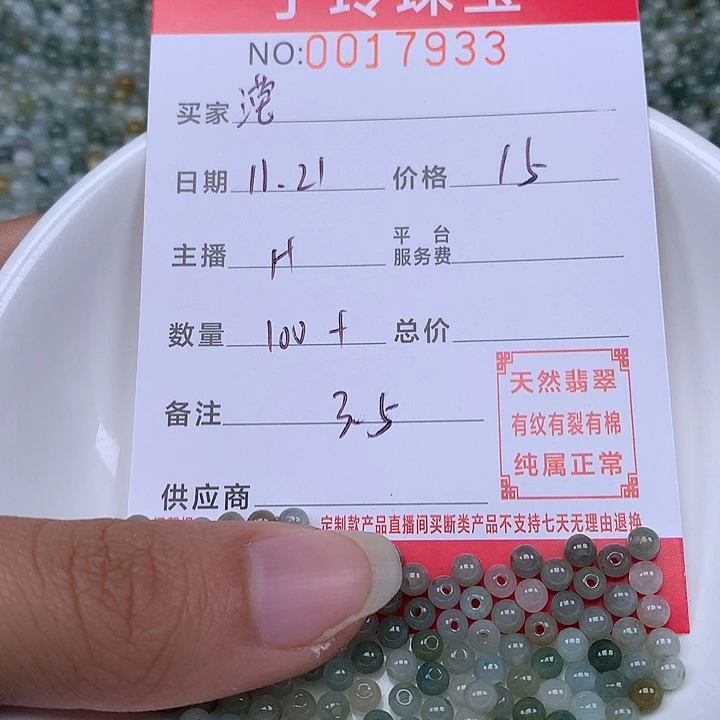 NO:0017933
买家
日期 11.21 价格 15
主播 H 平台服务费
数量 100+ 总价
备注 3.5
天然翡翠
有纹有裂有棉
纯属正常
供应商
定制款产品直播间买断类产品不支持七天无理由退换